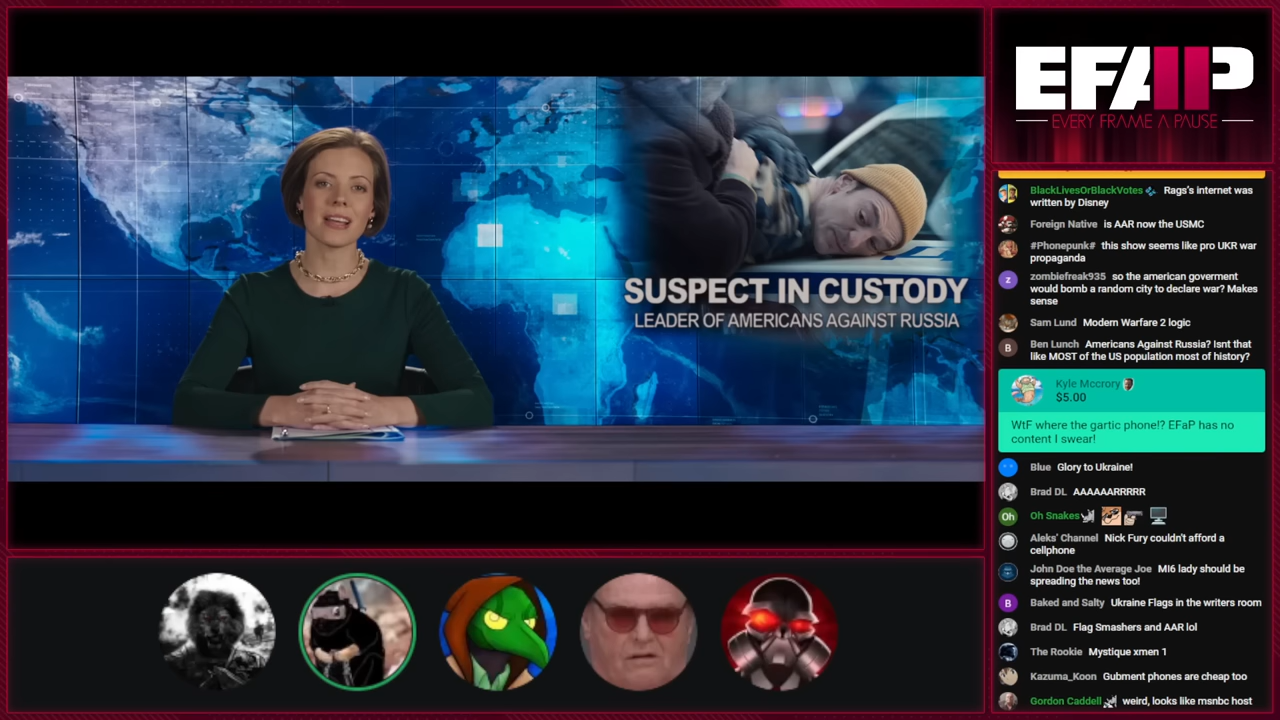 SUSPECT IN CUSTODY
LEADER OF AMERICANS AGAINST RUSSIA
EFAP
EVERY FRAME A PAUSE
BlackLivesOrBlackVotes Rags's internet was
written by Disney
Foreign Native is AAR now the USMC
#Phonepunk# this show seems like pro UKR war
propaganda
zombiefreak935 so the american goverment
would bomb a random city to declare war? Makes
sense
Sam Lund Modern Warfare 2 logic
B
Ben Lunch Americans Against Russia? Isnt that
like MOST of the US population most of history?
Kyle Mccrory
$5.00
WtF where the gartic phone!? EFaP has no
content I swear!
Blue Glory to Ukraine!
Brad DL AAAAAARRRRR
Oh Oh Snakes
Aleks' Channel Nick Fury couldn't afford a
cellphone
John Doe the Average Joe MI6 lady should be
spreading the news too!
B Baked and Salty Ukraine Flags in the writers room
Brad DL Flag Smashers and AAR lol
The Rookie Mystique xmen 1
Kazuma_Koon Gubment phones are cheap too
Gordon Caddell weird, looks like msnbc host